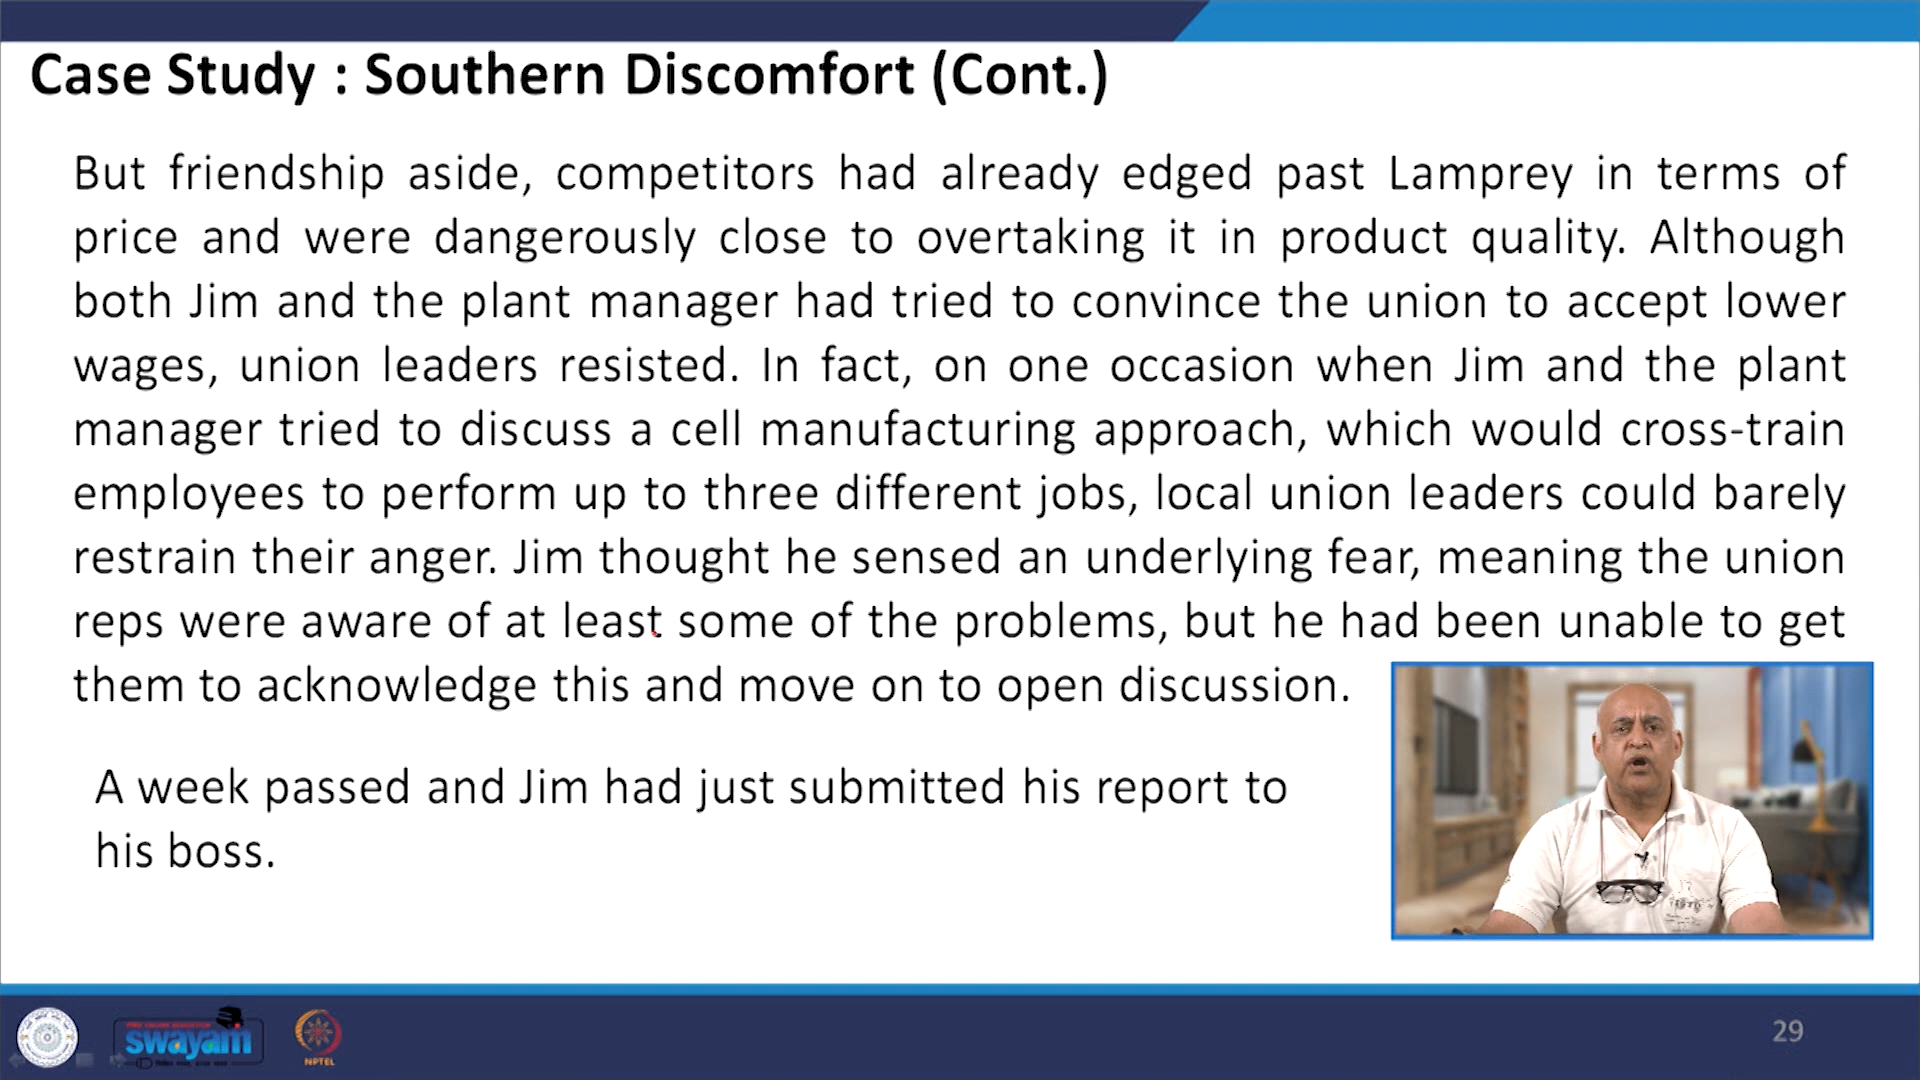 Case Study : Southern Discomfort (Cont.)
But friendship aside, competitors had already edged past Lamprey in terms of
price and were dangerously close to overtaking it in product quality. Although
both Jim and the plant manager had tried to convince the union to accept lower
wages, union leaders resisted. In fact, on one occasion when Jim and the plant
manager tried to discuss a cell manufacturing approach, which would cross-train
employees to perform up to three different jobs, local union leaders could barely
restrain their anger. Jim thought he sensed an underlying fear, meaning the union
reps were aware of at least some of the problems, but he had been unable to get
them to acknowledge this and move on to open discussion.
A week passed and Jim had just submitted his report to
his boss.
swayam
NPTEL
29